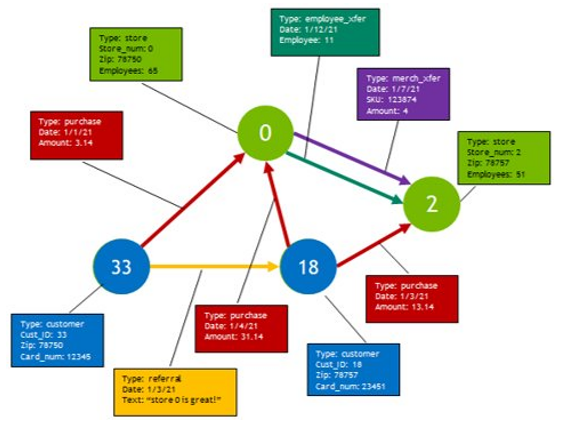 Type: employee_xfer
Date: 1/12/21
Employee: 11
Type: store
Store_num: 0
Zip: 78750
Employees: 65
Type: merch_xfer
Date: 1/7/21
SKU: 123874
Amount: 4
Type: purchase
Date: 1/1/21
Amount: 3.14
0
Type: store
Store_num: 2
Zip: 78757
Employees: 51
2
33
18
Type: purchase
Date: 1/3/21
Amount: 13.14
Type: purchase
Date: 1/4/21
Amount: 31.14
Type: customer
Cust_ID: 33
Zip: 78750
Card_num: 12345
Type: customer
Cust_ID: 18
Zip: 78757
Card_num: 23451
Type: referral
Date: 1/3/21
Text: “store 0 is great!”